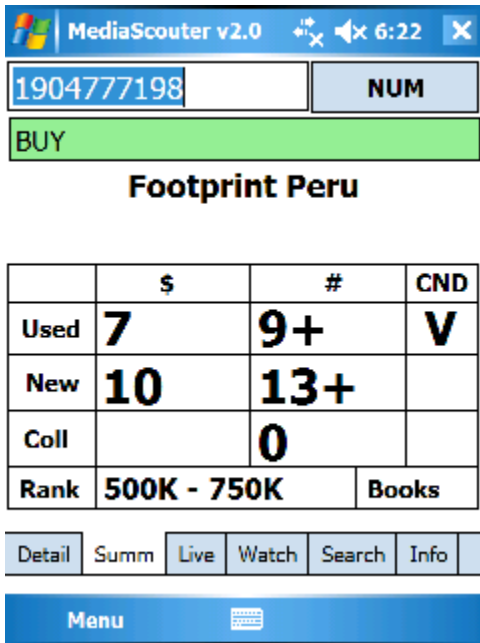 MediaScouter v2.0 6:22
1904777198 NUM
BUY
Footprint Peru
$ # CND
Used 7 9+ V
New 10 13+
Coll 0
Rank 500K - 750K Books
Detail Summ Live Watch Search Info
Menu